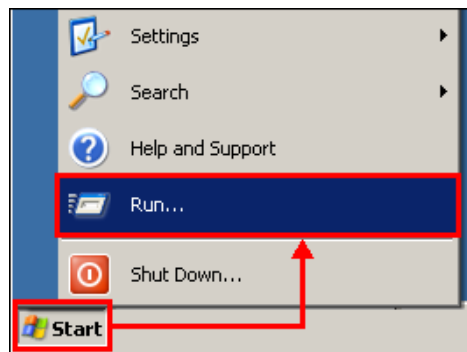 Settings
Search
Help and Support
Run...
Shut Down...
Start